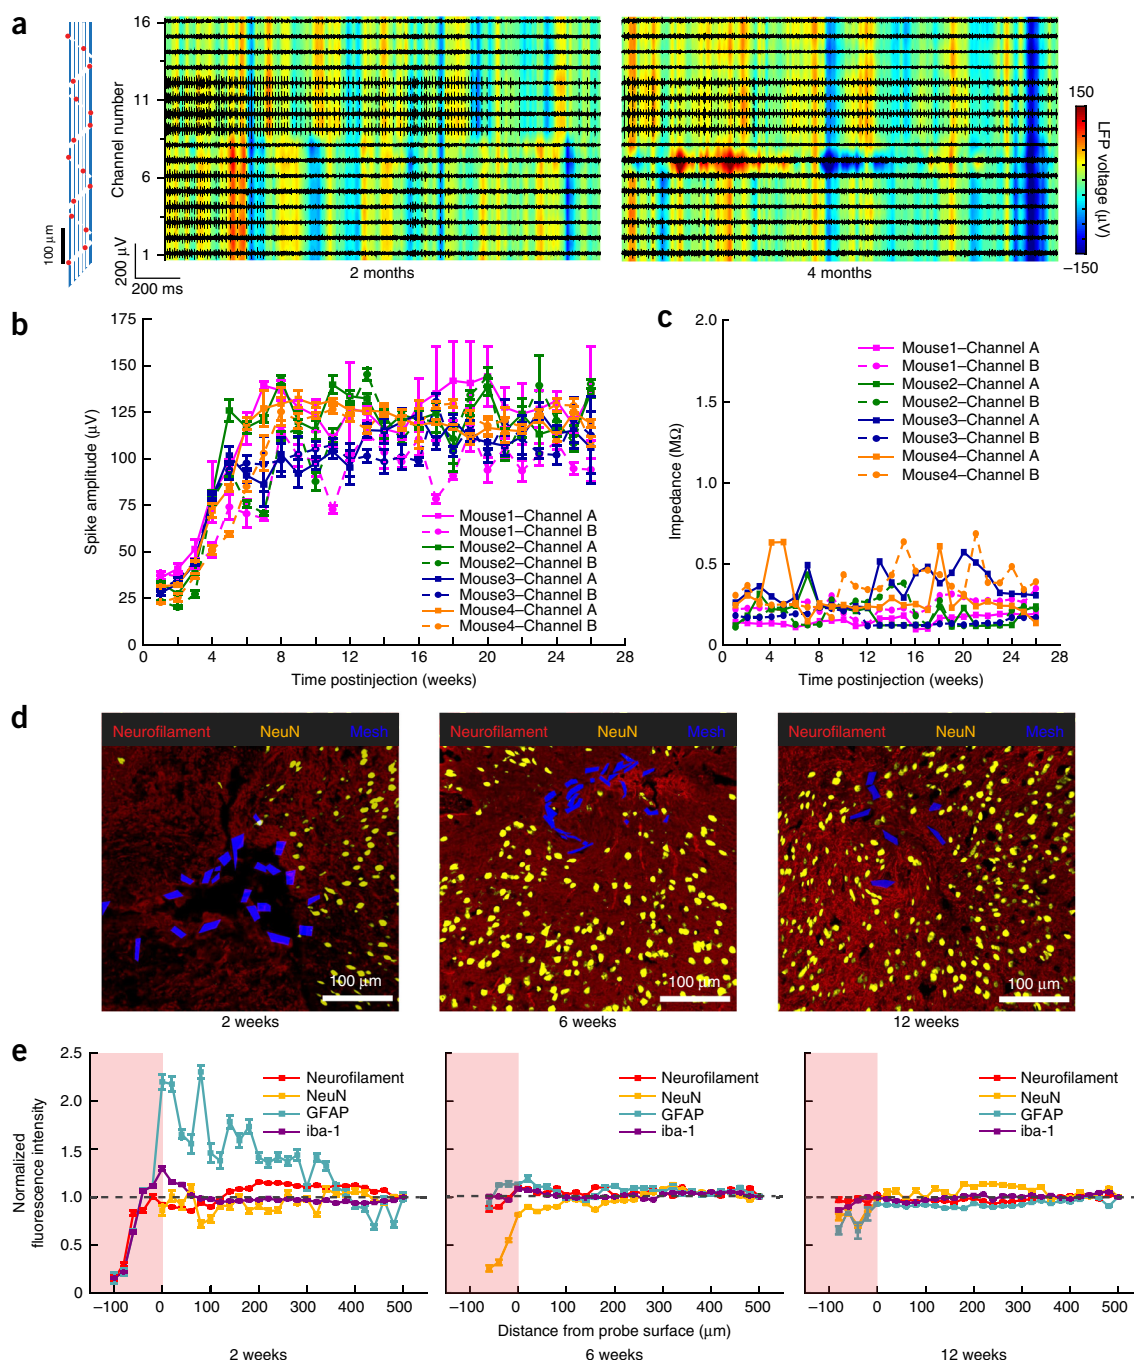 a
16
11
6
1
Channel number
100 µm
200 µV
200 ms
2 months
4 months
150
−150
LFP voltage (µV)
b
175
150
125
100
75
50
25
0
Spike amplitude (µV)
0 4 8 12 16 20 24 28
Time postinjection (weeks)
Mouse1–Channel A
Mouse1–Channel B
Mouse2–Channel A
Mouse2–Channel B
Mouse3–Channel A
Mouse3–Channel B
Mouse4–Channel A
Mouse4–Channel B
c
2.0
1.5
1.0
0.5
0
Impedance (MΩ)
0 4 8 12 16 20 24 28
Time postinjection (weeks)
Mouse1–Channel A
Mouse1–Channel B
Mouse2–Channel A
Mouse2–Channel B
Mouse3–Channel A
Mouse3–Channel B
Mouse4–Channel A
Mouse4–Channel B
d
Neurofilament NeuN Mesh
100 µm
2 weeks
Neurofilament NeuN Mesh
100 µm
6 weeks
Neurofilament NeuN Mesh
100 µm
12 weeks
e
2.5
2.0
1.5
1.0
0.5
0
Normalized
fluorescence intensity
Neurofilament
NeuN
GFAP
iba-1
−100 0 100 200 300 400 500
2 weeks
Neurofilament
NeuN
GFAP
iba-1
−100 0 100 200 300 400 500
Distance from probe surface (µm)
6 weeks
Neurofilament
NeuN
GFAP
iba-1
−100 0 100 200 300 400 500
12 weeks